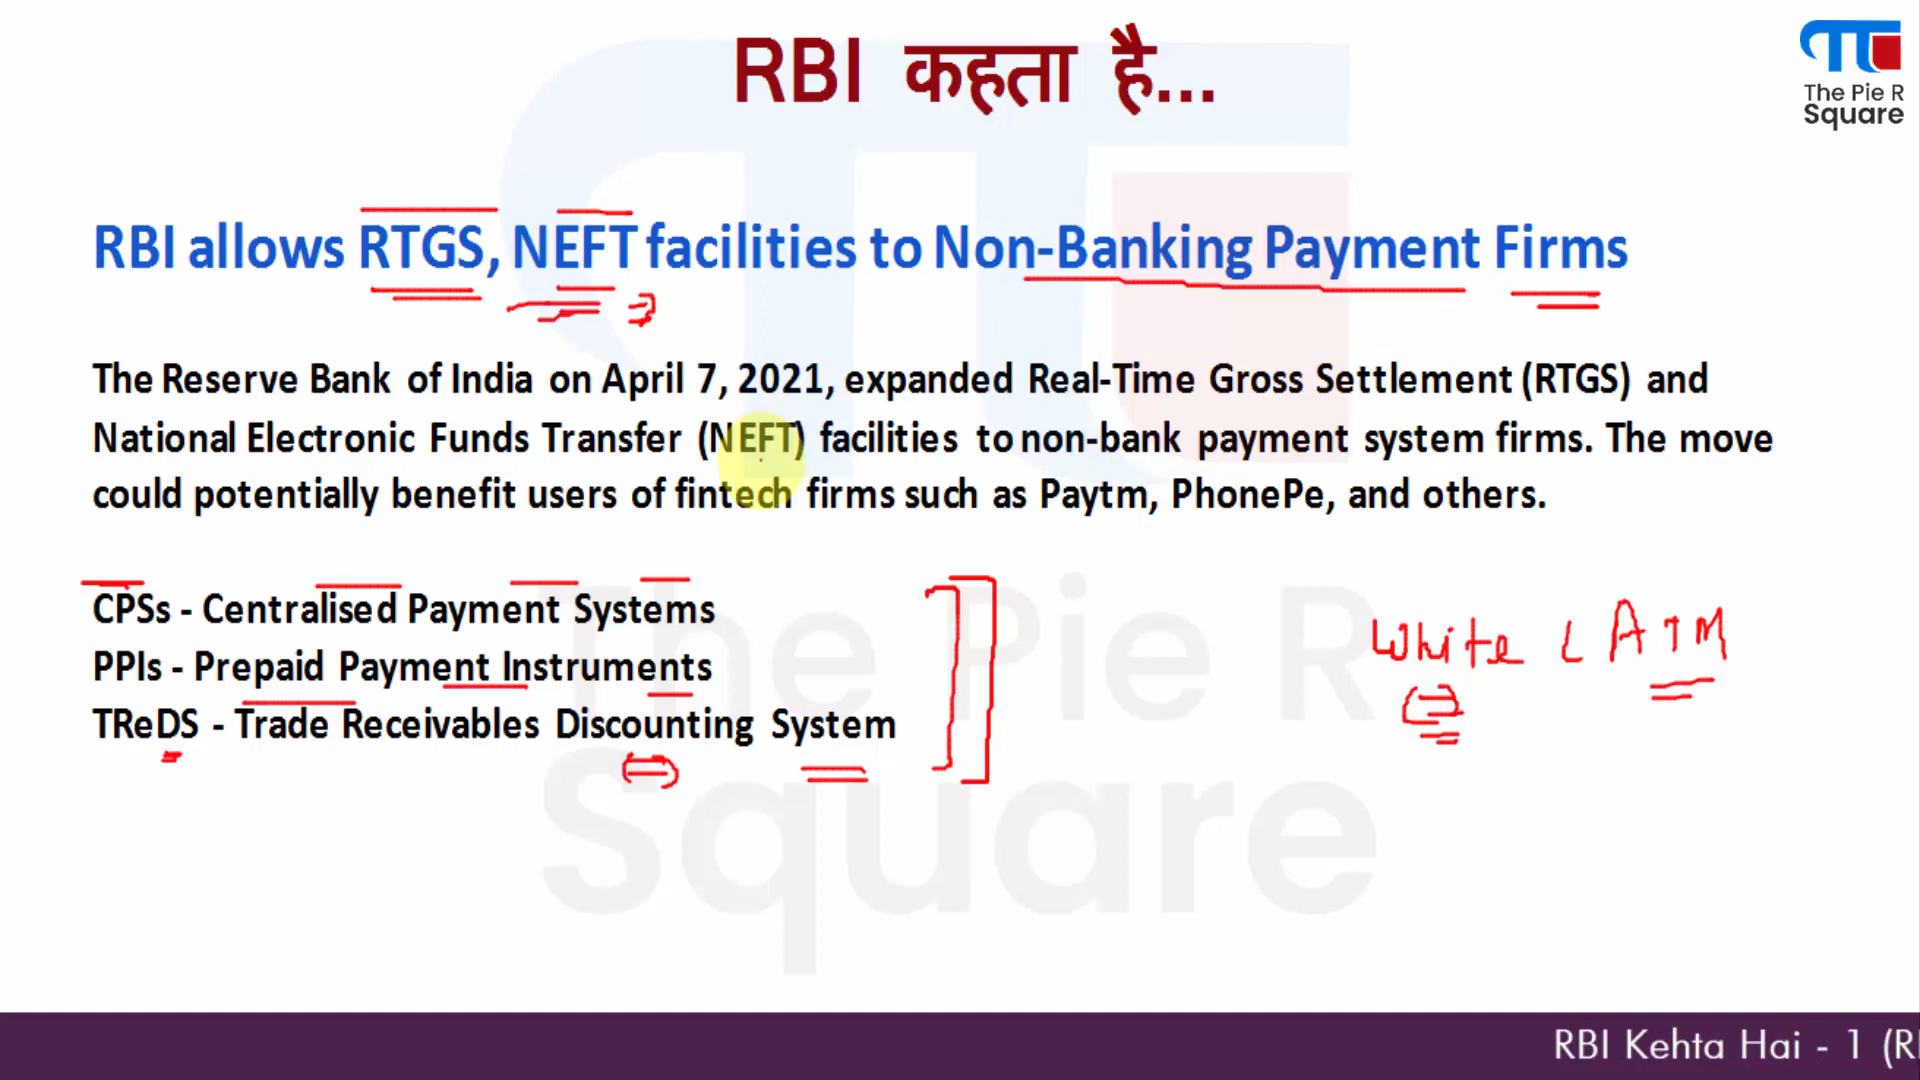 RBI कहता है...
The Pie R
Square
RBI allows RTGS, NEFT facilities to Non-Banking Payment Firms
The Reserve Bank of India on April 7, 2021, expanded Real-Time Gross Settlement (RTGS) and
National Electronic Funds Transfer (NEFT) facilities to non-bank payment system firms. The move
could potentially benefit users of fintech firms such as Paytm, PhonePe, and others.
CPSs - Centralised Payment Systems
PPIs - Prepaid Payment Instruments
TReDS - Trade Receivables Discounting System
White L ATM
The Pie R
Square
RBI Kehta Hai - 1 (RI